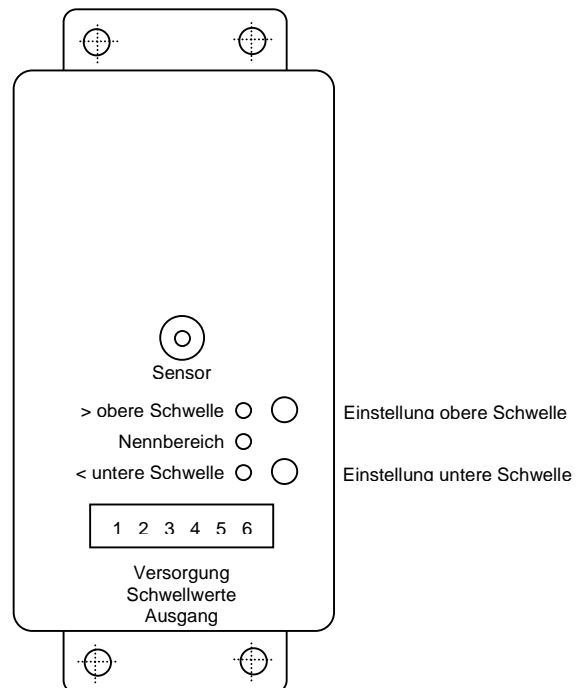 Sensor
> obere Schwelle
Einstellung obere Schwelle
Nennbereich
< untere Schwelle
Einstellung untere Schwelle
1 2 3 4 5 6
Versorgung
Schwellwerte
Ausgang